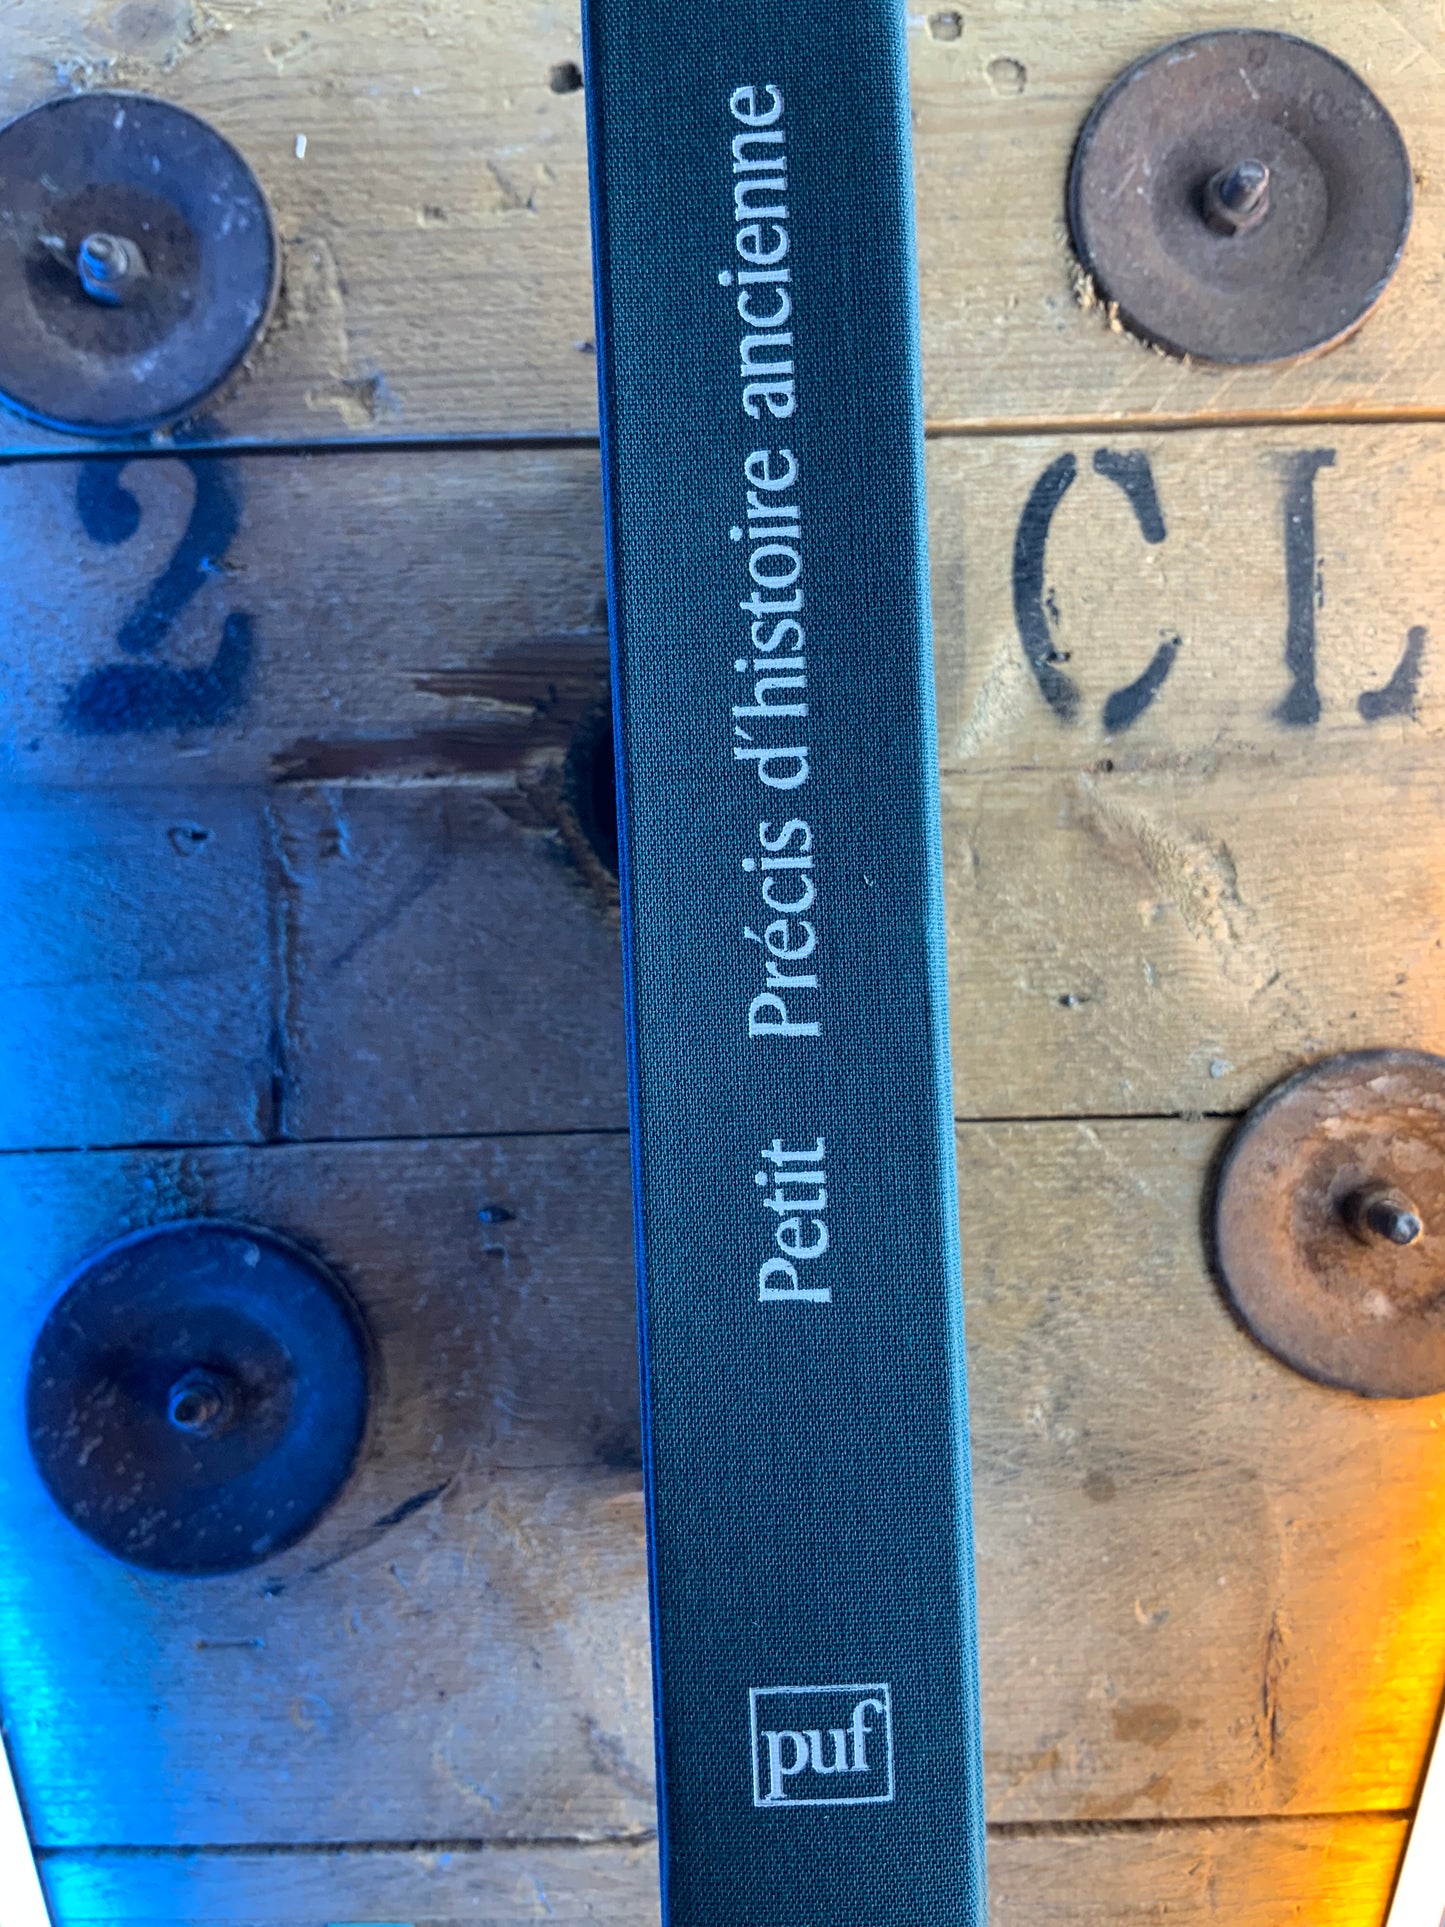 Petit Précis d'histoire ancienne
puf
2
CL